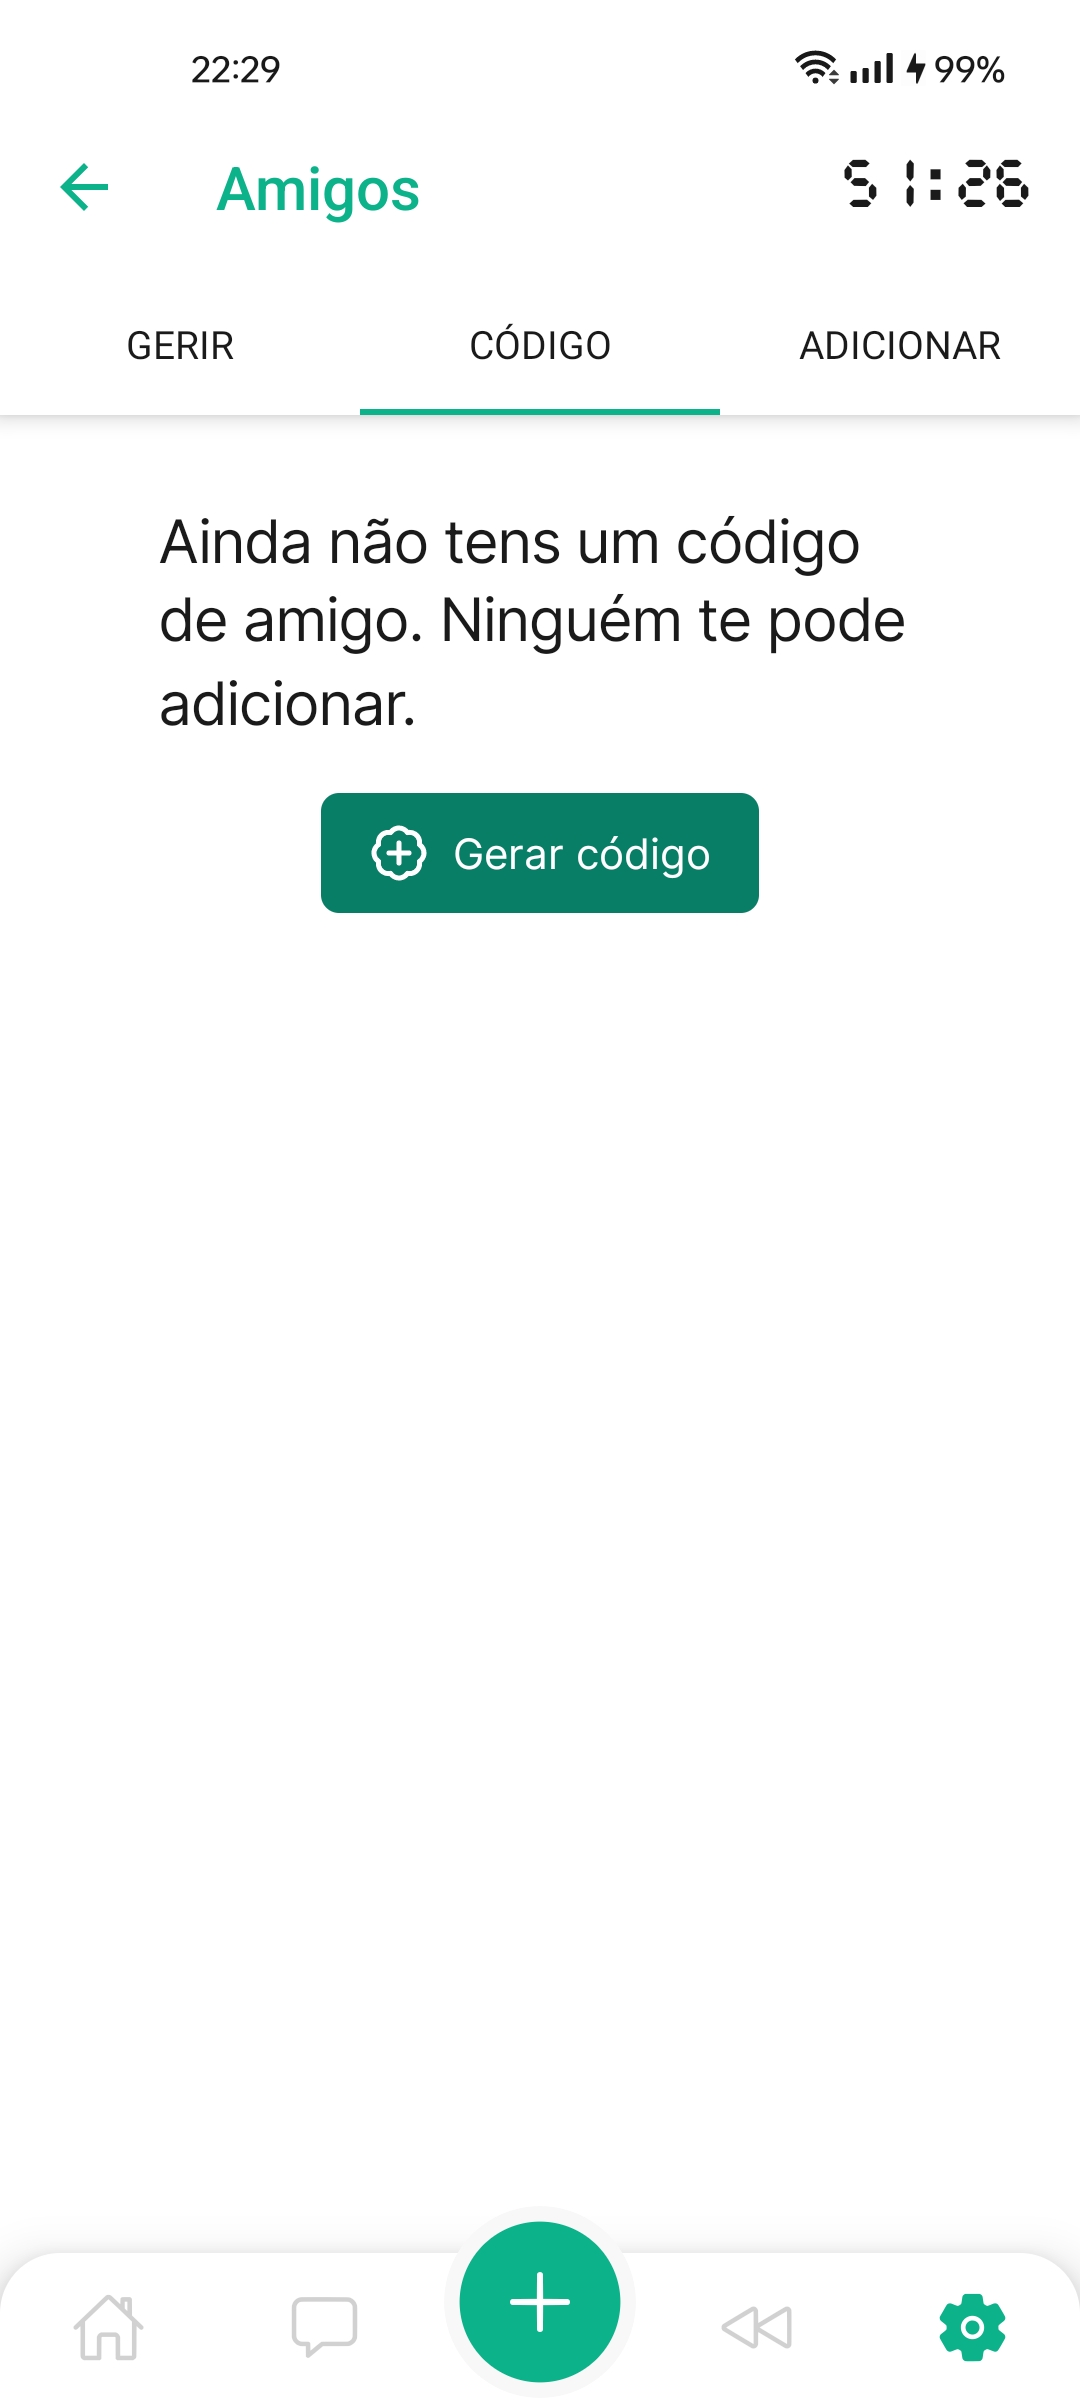 22:29 99%
Amigos 51:26
GERIR CÓDIGO ADICIONAR
Ainda não tens um código
de amigo. Ninguém te pode
adicionar.
Gerar código